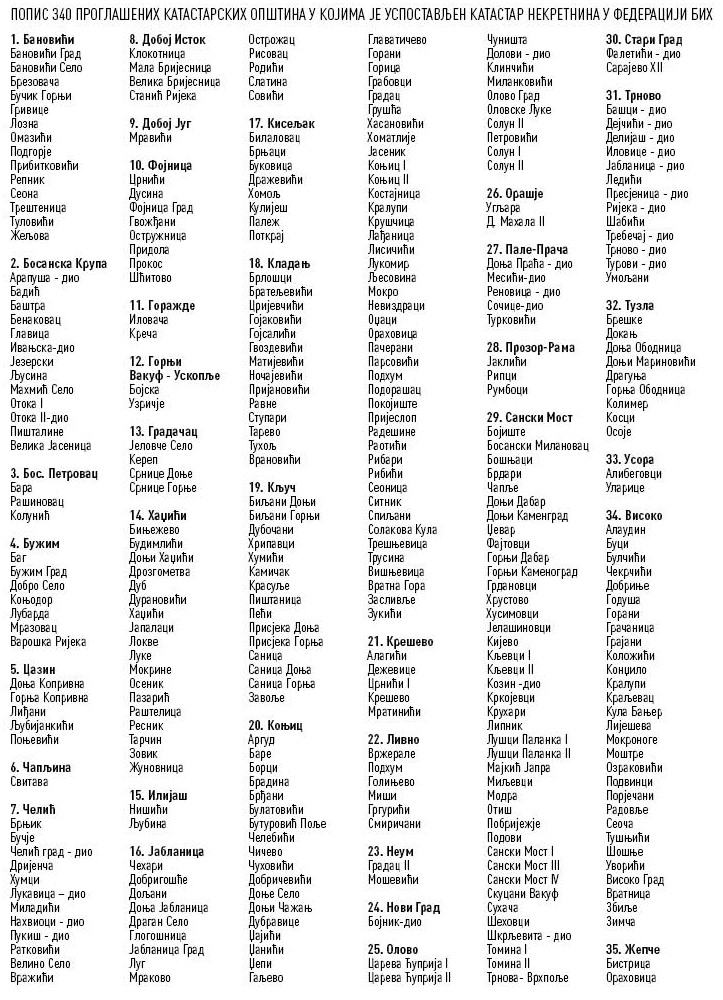 ПОПИС 340 ПРОГЛАШЕНИХ КАТАСТАРСКИХ ОПШТИНА У КОЈИМА ЈЕ УСПОСТАВЉЕН КАТАСТАР НЕКРЕТНИНА У ФЕДЕРАЦИЈИ БИХ
1. Бановићи
Бановићи Град
Бановићи Село
Брезовача
Бучик Горњи
Гривице
Лозна
Омазићи
Подгорје
Прибитковићи
Репник
Сеона
Трештеница
Туловићи
Жељова
2. Босанска Крупа
Арапуша - дио
Бадић
Баштра
Бенаковац
Главица
Ивањска-дио
Језерски
Љусина
Махмић Село
Отока I
Отока II-дио
Пишталине
Велика Јасеница
3. Бос. Петровац
Бара
Рашиновац
Колунић
4. Бужим
Баг
Бужим Град
Добро Село
Коњодор
Лубарда
Мразовац
Варошка Ријека
5. Цазин
Доња Копривна
Горња Копривна
Лиђани
Љубијанкићи
Поњевићи
6. Чапљина
Свитава
7. Челић
Брњик
Бучје
Челић град - дио
Дријенча
Хумци
Лукавица – дио
Миладићи
Нахвиоци - дио
Пукиш - дио
Ратковићи
Велино Село
Вражићи
8. Добој Исток
Клокотница
Мала Бријесница
Велика Бријесница
Станић Ријека
9. Добој Југ
Мравићи
10. Фојница
Црнићи
Дусина
Фојница Град
Гвожђани
Остружница
Придола
Прокос
Шћитово
11. Горажде
Иловача
Креча
12. Горњи
Вакуф - Ускопље
Бојска
Узричје
13. Градачац
Јеловче Село
Кереп
Срнице Доње
Срнице Горње
14. Хаџићи
Бињежево
Будимлићи
Доњи Хаџићи
Дрозгометва
Дуб
Дурановићи
Хаџићи
Јапалаци
Локве
Луке
Мокрине
Осеник
Пазарић
Раштелица
Ресник
Тарчин
Зовик
Жуновница
15. Илијаш
Нишићи
Љубина
16. Јабланица
Чехари
Добригошће
Дољани
Доња Јабланица
Драган Село
Глогошница
Јабланица Град
Луг
Мраково
Острожац
Рисовац
Родићи
Слатина
Совићи
17. Кисељак
Билаловац
Брњаци
Буковица
Дражевићи
Хомољ
Кулијеш
Палеж
Поткрај
18. Кладањ
Брлошци
Братељевићи
Цријевчићи
Гојаковићи
Гојсалићи
Гвоздевићи
Матијевићи
Ночајевићи
Пријановићи
Равне
Ступари
Тарево
Тухољ
Врановићи
19. Кључ
Биљани Доњи
Биљани Горњи
Дубочани
Хрипавци
Хумићи
Камичак
Красуље
Пиштаница
Пећи
Присјека Доња
Присјека Горња
Саница
Саница Доња
Саница Горња
Завоље
20. Коњиц
Аргуд
Баре
Борци
Брадина
Брђани
Булатовићи
Бутуровић Поље
Челебићи
Чичево
Чуховићи
Добричевићи
Доње Село
Доњи Чажањ
Дубравице
Џајићи
Џанићи
Џепи
Гаљево
Главатичево
Горани
Горица
Грабовци
Градац
Грушћа
Хасановићи
Хоматлије
Јасеник
Коњиц I
Коњиц II
Костајница
Кралупи
Крушчица
Лађаница
Лисичићи
Лукомир
Љесовина
Мокро
Невиздраци
Оџаци
Ораховица
Пачерани
Парсовићи
Подхум
Подорашац
Покојиште
Пријеслоп
Радешине
Раотићи
Рибари
Рибићи
Сеоница
Ситник
Спиљани
Солакова Кула
Трешњевица
Трусина
Вишњевица
Вратна Гора
Засливље
Зукићи
21. Крешево
Алагићи
Дежевице
Црнићи I
Крешево
Мратинићи
22. Ливно
Вржерале
Подхум
Голињево
Миши
Гргурићи
Смиричани
23. Неум
Градац II
Мошевићи
24. Нови Град
Бојник-дио
25. Олово
Царева Ћуприја I
Царева Ћуприја II
Чуништа
Долови - дио
Клинчићи
Миланковићи
Олово Град
Оловске Луке
Солун II
Петровићи
Солун I
Солун II
26. Орашје
Угљара
Д. Махала II
27. Пале-Прача
Доња Праћа - дио
Месићи-дио
Реновица - дио
Сочице-дио
Турковићи
28. Прозор-Рама
Јаклићи
Рипци
Румбоци
29. Сански Мост
Бојиште
Босански Милановац
Бошњаци
Брдари
Чапље
Доњи Дабар
Доњи Каменград
Џевар
Фајтовци
Горњи Дабар
Горњи Каменоград
Грдановци
Хрустово
Хусимовци
Јелашиновци
Кијево
Кљевци I
Кљевци II
Козин -дио
Кркојевци
Крухари
Липник
Лушци Паланка I
Лушци Паланка II
Мајкић Јапра
Миљевци
Модра
Отиш
Побријежје
Подови
Сански Мост I
Сански Мост III
Сански Мост IV
Скуцани Вакуф
Сухача
Шеховци
Шкрљевита - дио
Томина I
Томина II
Трнова- Врхпоље
30. Стари Град
Фалетићи - дио
Сарајево XII
31. Трново
Башци - дио
Дејчићи - дио
Делијаш - дио
Иловице - дио
Јабланица - дио
Ледићи
Пресјеница - дио
Ријека - дио
Шабићи
Требечај - дио
Трново - дио
Турови - дио
Умољани
32. Тузла
Брешке
Докањ
Доња Ободница
Доњи Мариновићи
Драгуња
Горња Ободница
Колимер
Косци
Осоје
33. Усора
Алибеговци
Уларице
34. Високо
Алаудин
Буци
Булчићи
Чекрчићи
Добриње
Годуша
Горани
Грачаница
Грајани
Коложићи
Конџило
Кралупи
Краљевац
Кула Бањер
Лијешева
Мокроноге
Моштре
Озраковићи
Подвинци
Порјечани
Радовље
Сеоча
Тушњићи
Шошње
Уворићи
Високо Град
Вратница
Збиље
Зимча
35. Жепче
Бистрица
Ораховица